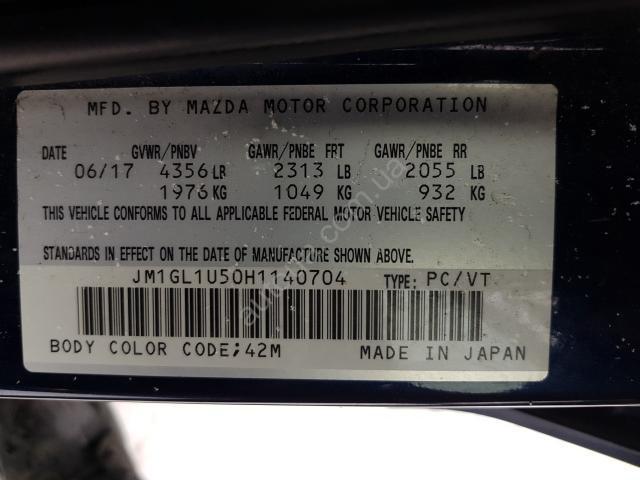 MFD. BY MAZDA MOTOR CORPORATION
DATE GVWR/PNBV GAWR/PNBE FRT GAWR/PNBE RR
06/17 4356 LB 2313 LB 2055 LB
1976 KG 1049 KG 932 KG
THIS VEHICLE CONFORMS TO ALL APPLICABLE FEDERAL MOTOR VEHICLE SAFETY
STANDARDS IN EFFECT ON THE DATE OF MANUFACTURE SHOWN ABOVE.
JM1GL1U50H1140704 TYPE: PC/VT
BODY COLOR CODE;42M MADE IN JAPAN